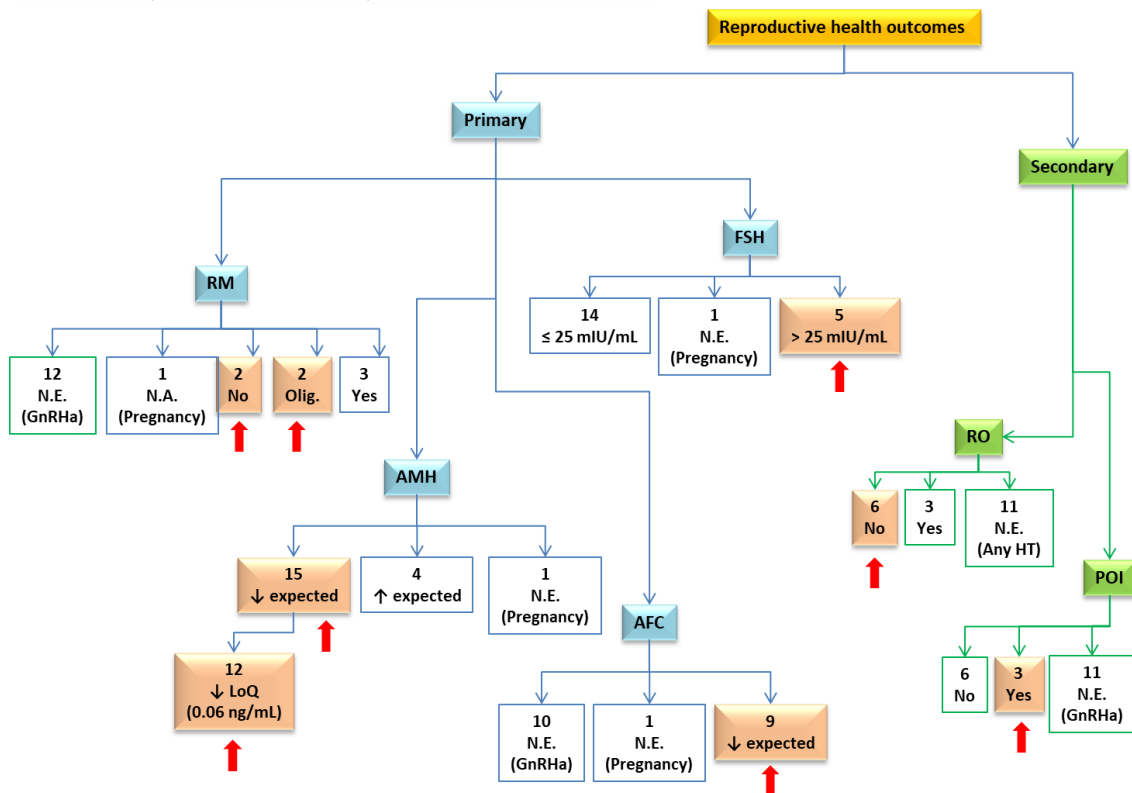 Reproductive health outcomes
Primary
Secondary
RM
FSH
14
≤ 25 mIU/mL
1
N.E.
(Pregnancy)
5
> 25 mIU/mL
12
N.E.
(GnRHa)
1
N.A.
(Pregnancy)
2
No
2
Olig.
3
Yes
AMH
15
↓ expected
4
↑ expected
1
N.E.
(Pregnancy)
12
↓ LoQ
(0.06 ng/mL)
AFC
10
N.E.
(GnRHa)
1
N.E.
(Pregnancy)
9
↓ expected
RO
6
No
3
Yes
11
N.E.
(Any HT)
POI
6
No
3
Yes
11
N.E.
(GnRHa)